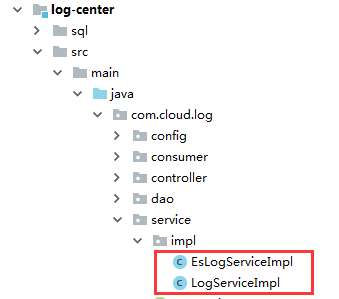 log-center
sql
src
main
java
com.cloud.log
config
consumer
controller
dao
service
impl
EsLogServiceImpl
LogServiceImpl